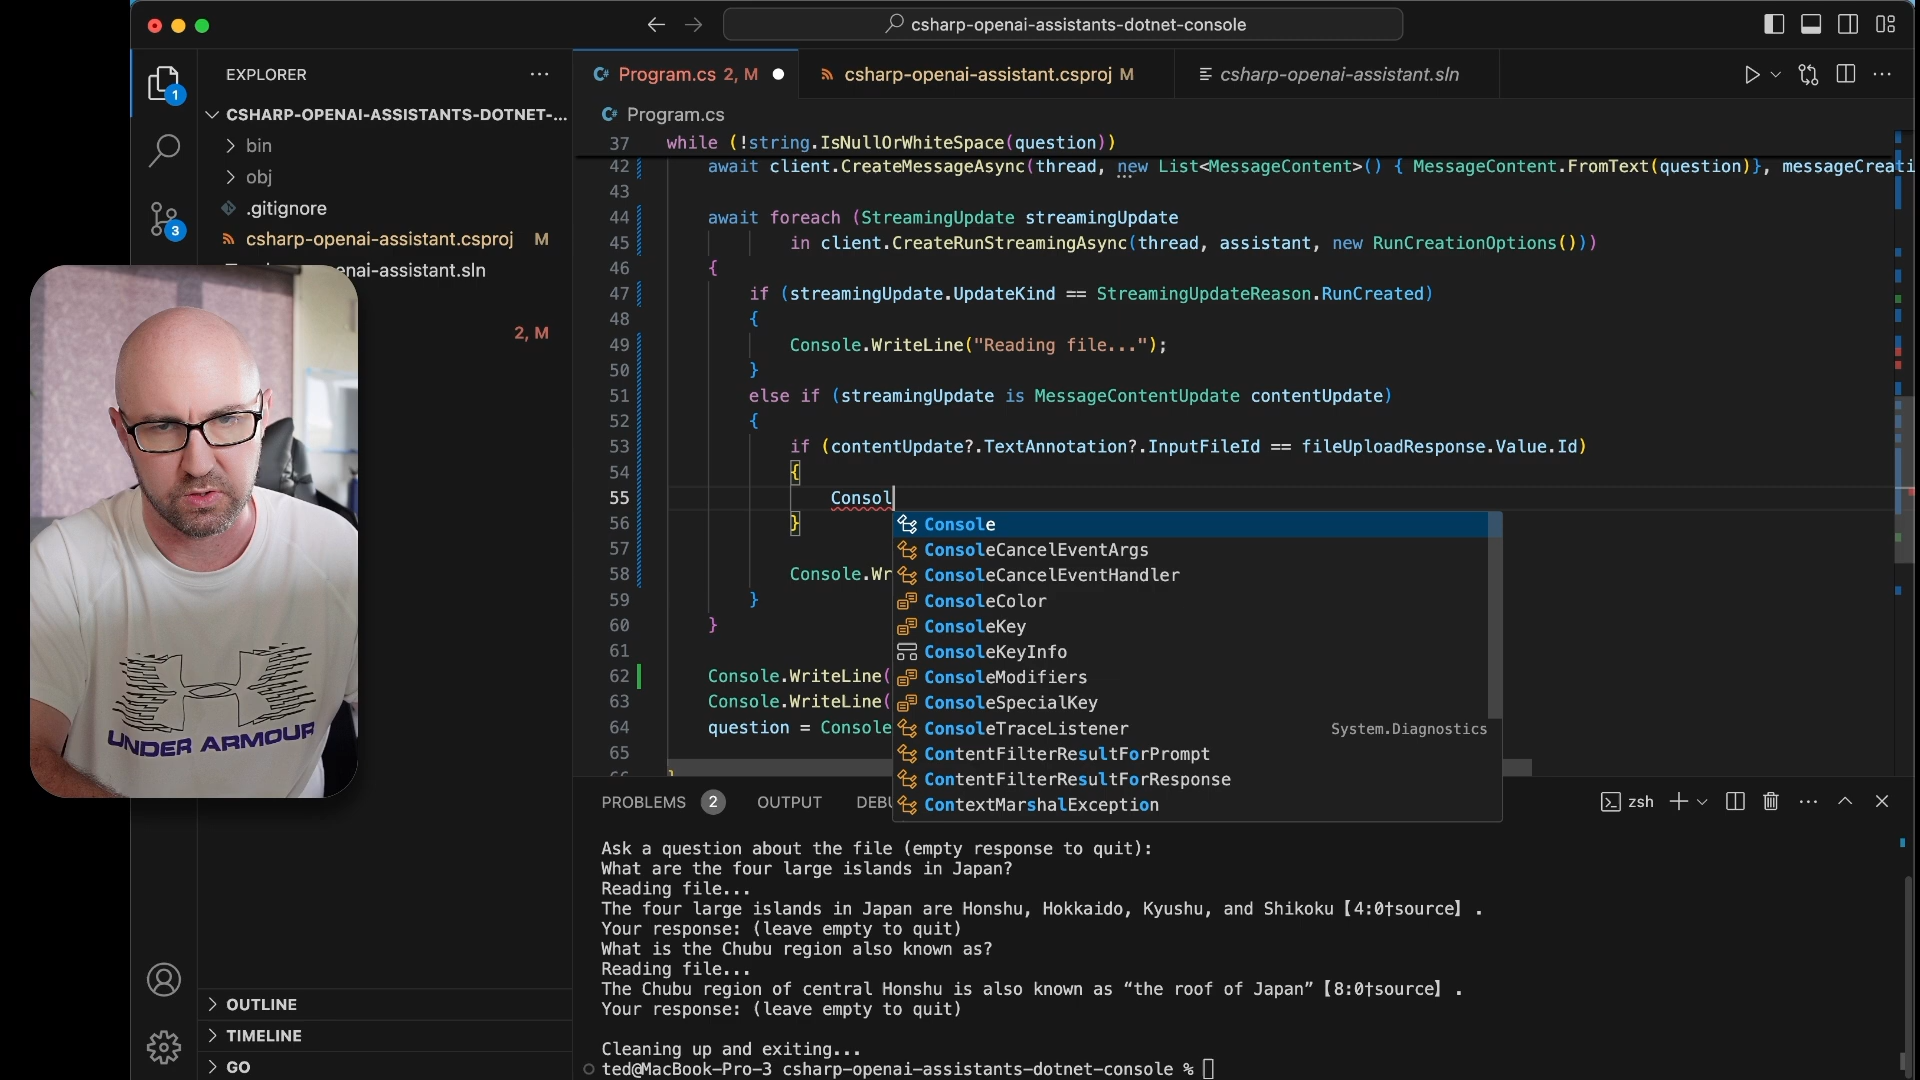 csharp-openai-assistants-dotnet-console
EXPLORER
CSHARP-OPENAI-ASSISTANTS-DOTNET-...
bin
obj
.gitignore
csharp-openai-assistant.csproj M
enai-assistant.sln
2, M
1
3
OUTLINE
TIMELINE
GO
Program.cs 2, M
csharp-openai-assistant.csproj M
csharp-openai-assistant.sln
Program.cs
37 while (!string.IsNullOrWhiteSpace(question))
42 await client.CreateMessageAsync(thread, new List<MessageContent>() { MessageContent.FromText(question)}, messageCreati
43
44 await foreach (StreamingUpdate streamingUpdate
45 in client.CreateRunStreamingAsync(thread, assistant, new RunCreationOptions()))
46 {
47 if (streamingUpdate.UpdateKind == StreamingUpdateReason.RunCreated)
48 {
49 Console.WriteLine("Reading file...");
50 }
51 else if (streamingUpdate is MessageContentUpdate contentUpdate)
52 {
53 if (contentUpdate?.TextAnnotation?.InputFileId == fileUploadResponse.Value.Id)
54 {
55 Consol
56 }
57
58 Console.Wr
59 }
60 }
61
62 Console.WriteLine(
63 Console.WriteLine(
64 question = Console
65
Console
ConsoleCancelEventArgs
ConsoleCancelEventHandler
ConsoleColor
ConsoleKey
ConsoleKeyInfo
ConsoleModifiers
ConsoleSpecialKey
ConsoleTraceListener System.Diagnostics
ContentFilterResultForPrompt
ContentFilterResultForResponse
ContextMarshalException
PROBLEMS 2 OUTPUT DEBU
zsh
Ask a question about the file (empty response to quit):
What are the four large islands in Japan?
Reading file...
The four large islands in Japan are Honshu, Hokkaido, Kyushu, and Shikoku【4:0†source】.
Your response: (leave empty to quit)
What is the Chubu region also known as?
Reading file...
The Chubu region of central Honshu is also known as “the roof of Japan”【8:0†source】.
Your response: (leave empty to quit)
Cleaning up and exiting...
ted@MacBook-Pro-3 csharp-openai-assistants-dotnet-console %
UNDER ARMOUR